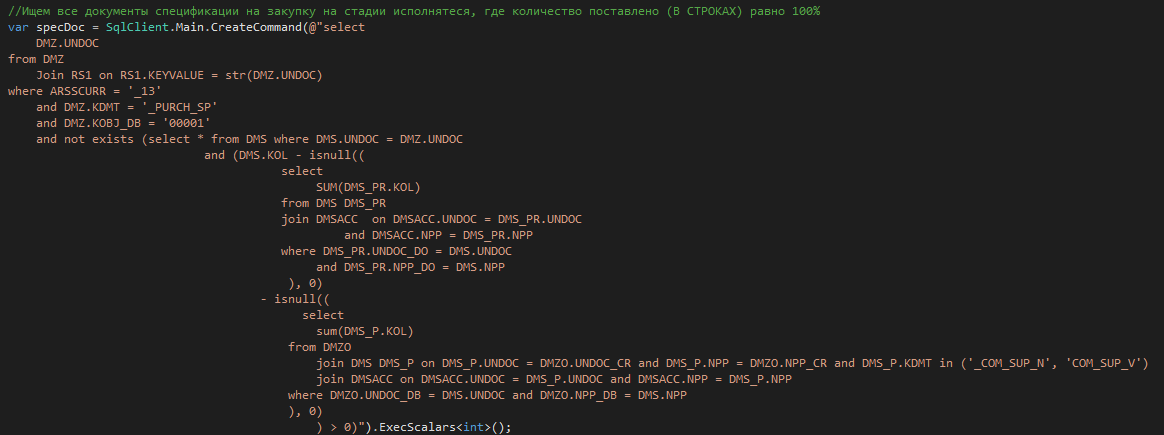 //Ищем все документы спецификации на закупку на стадии исполнятеся, где количество поставлено (В СТРОКАХ) равно 100%
var specDoc = SqlClient.Main.CreateCommand(@"select
DMZ.UNDOC
from DMZ
Join RS1 on RS1.KEYVALUE = str(DMZ.UNDOC)
where ARSSCURR = '_13'
and DMZ.KDMT = '_PURCH_SP'
and DMZ.KOBJ_DB = '00001'
and not exists (select * from DMS where DMS.UNDOC = DMZ.UNDOC
and (DMS.KOL - isnull((
select
SUM(DMS_PR.KOL)
from DMS DMS_PR
join DMSACC  on DMSACC.UNDOC = DMS_PR.UNDOC
and DMSACC.NPP = DMS_PR.NPP
where DMS_PR.UNDOC_DO = DMS.UNDOC
and DMS_PR.NPP_DO = DMS.NPP
), 0)
- isnull((
select
sum(DMS_P.KOL)
from DMZO
join DMS DMS_P on DMS_P.UNDOC = DMZO.UNDOC_CR and DMS_P.NPP = DMZO.NPP_CR and DMS_P.KDMT in ('_COM_SUP_N', 'COM_SUP_V')
join DMSACC on DMSACC.UNDOC = DMS_P.UNDOC and DMSACC.NPP = DMS_P.NPP
where DMZO.UNDOC_DB = DMS.UNDOC and DMZO.NPP_DB = DMS.NPP
), 0)
) > 0)").ExecScalars<int>();